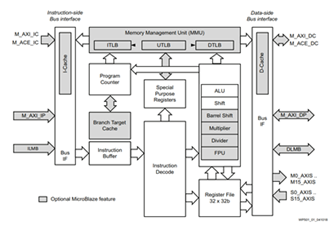 Instruction-side
Bus interface
Data-side
Bus interface
Memory Management Unit (MMU)
M_AXI_IC
M_ACE_IC
M_AXI_DC
M_ACE_DC
ITLB
UTLB
DTLB
I-Cache
D-Cache
Program
Counter
Special
Purpose
Registers
ALU
Shift
Barrel Shift
Multiplier
Divider
FPU
M_AXI_IP
M_AXI_DP
Branch Target
Cache
ILMB
DLMB
Bus
IF
Bus
IF
Instruction
Buffer
Instruction
Decode
M0_AXIS ..
M15_AXIS
S0_AXIS ..
S15_AXIS
Register File
32 x 32b
Optional MicroBlaze feature